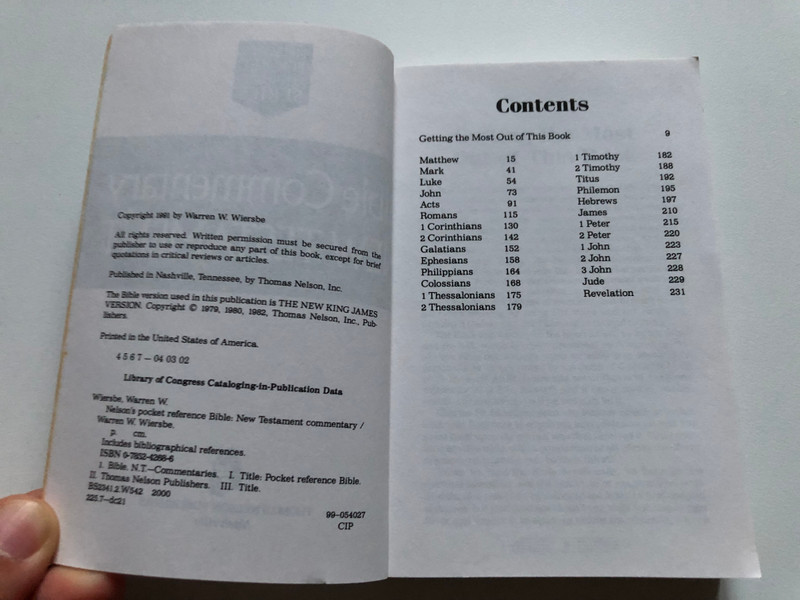 Copyright 1991 by Warren W. Wiersbe
All rights reserved. Written permission must be secured from the
publisher to use or reproduce any part of this book, except for brief
quotations in critical reviews or articles.
Published in Nashville, Tennessee, by Thomas Nelson, Inc.
The Bible version used in this publication is THE NEW KING JAMES
VERSION. Copyright © 1979, 1980, 1982, Thomas Nelson, Inc., Pub-
lishers.
Printed in the United States of America.
4 5 6 7 – 04 03 02
Library of Congress Cataloging-in-Publication Data
Wiersbe, Warren W.
Nelson's pocket reference Bible: New Testament commentary /
Warren W. Wiersbe.
p. cm.
Includes bibliographical references.
ISBN 0-7852-4266-6
1. Bible. N.T.—Commentaries. I. Title: Pocket reference Bible.
II. Thomas Nelson Publishers. III. Title.
BS2341.2.W542 2000
225.7–dc21
99-054027
CIP
Contents
Getting the Most Out of This Book 9
Matthew 15
Mark 41
Luke 54
John 73
Acts 91
Romans 115
1 Corinthians 130
2 Corinthians 142
Galatians 152
Ephesians 158
Philippians 164
Colossians 168
1 Thessalonians 175
2 Thessalonians 179
1 Timothy 182
2 Timothy 188
Titus 192
Philemon 195
Hebrews 197
James 210
1 Peter 215
2 Peter 220
1 John 223
2 John 227
3 John 228
Jude 229
Revelation 231